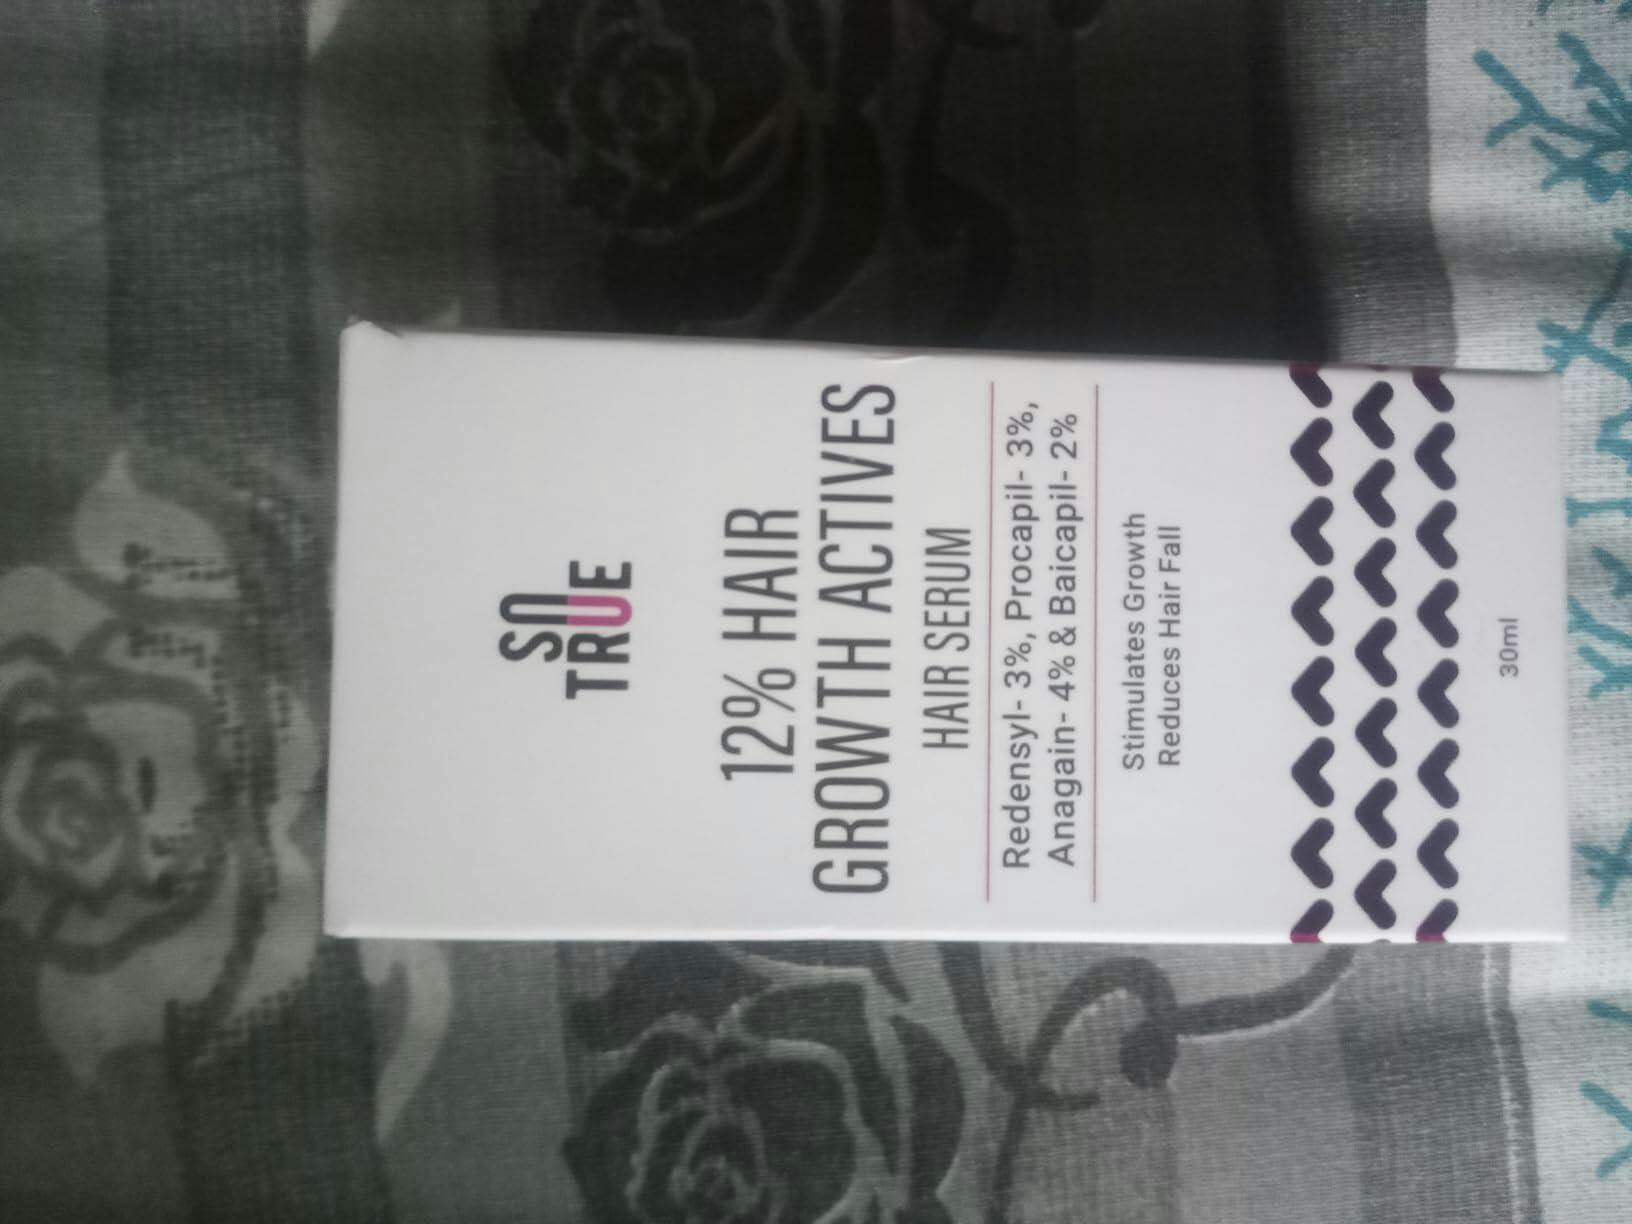 SO
TRUE
12% HAIR
GROWTH ACTIVES
HAIR SERUM
Redensyl- 3%, Procapil- 3%,
Anagain- 4% & Baicapil- 2%
Stimulates Growth
Reduces Hair Fall
30ml